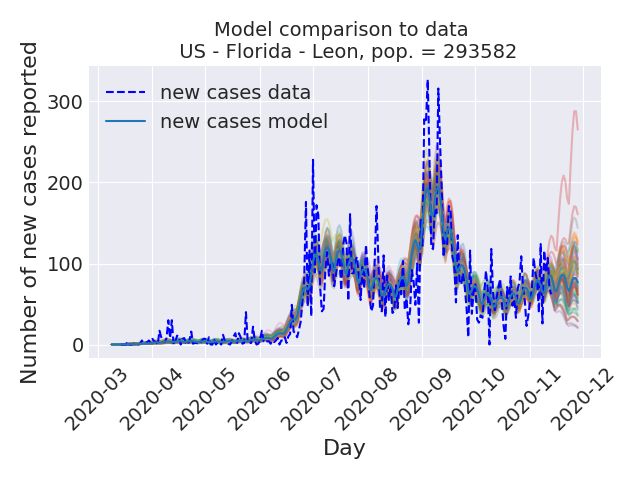 Model comparison to data
US - Florida - Leon, pop. = 293582
Number of new cases reported
300
200
100
0
new cases data
new cases model
2020-03
2020-04
2020-05
2020-06
2020-07
2020-08
2020-09
2020-10
2020-11
2020-12
Day